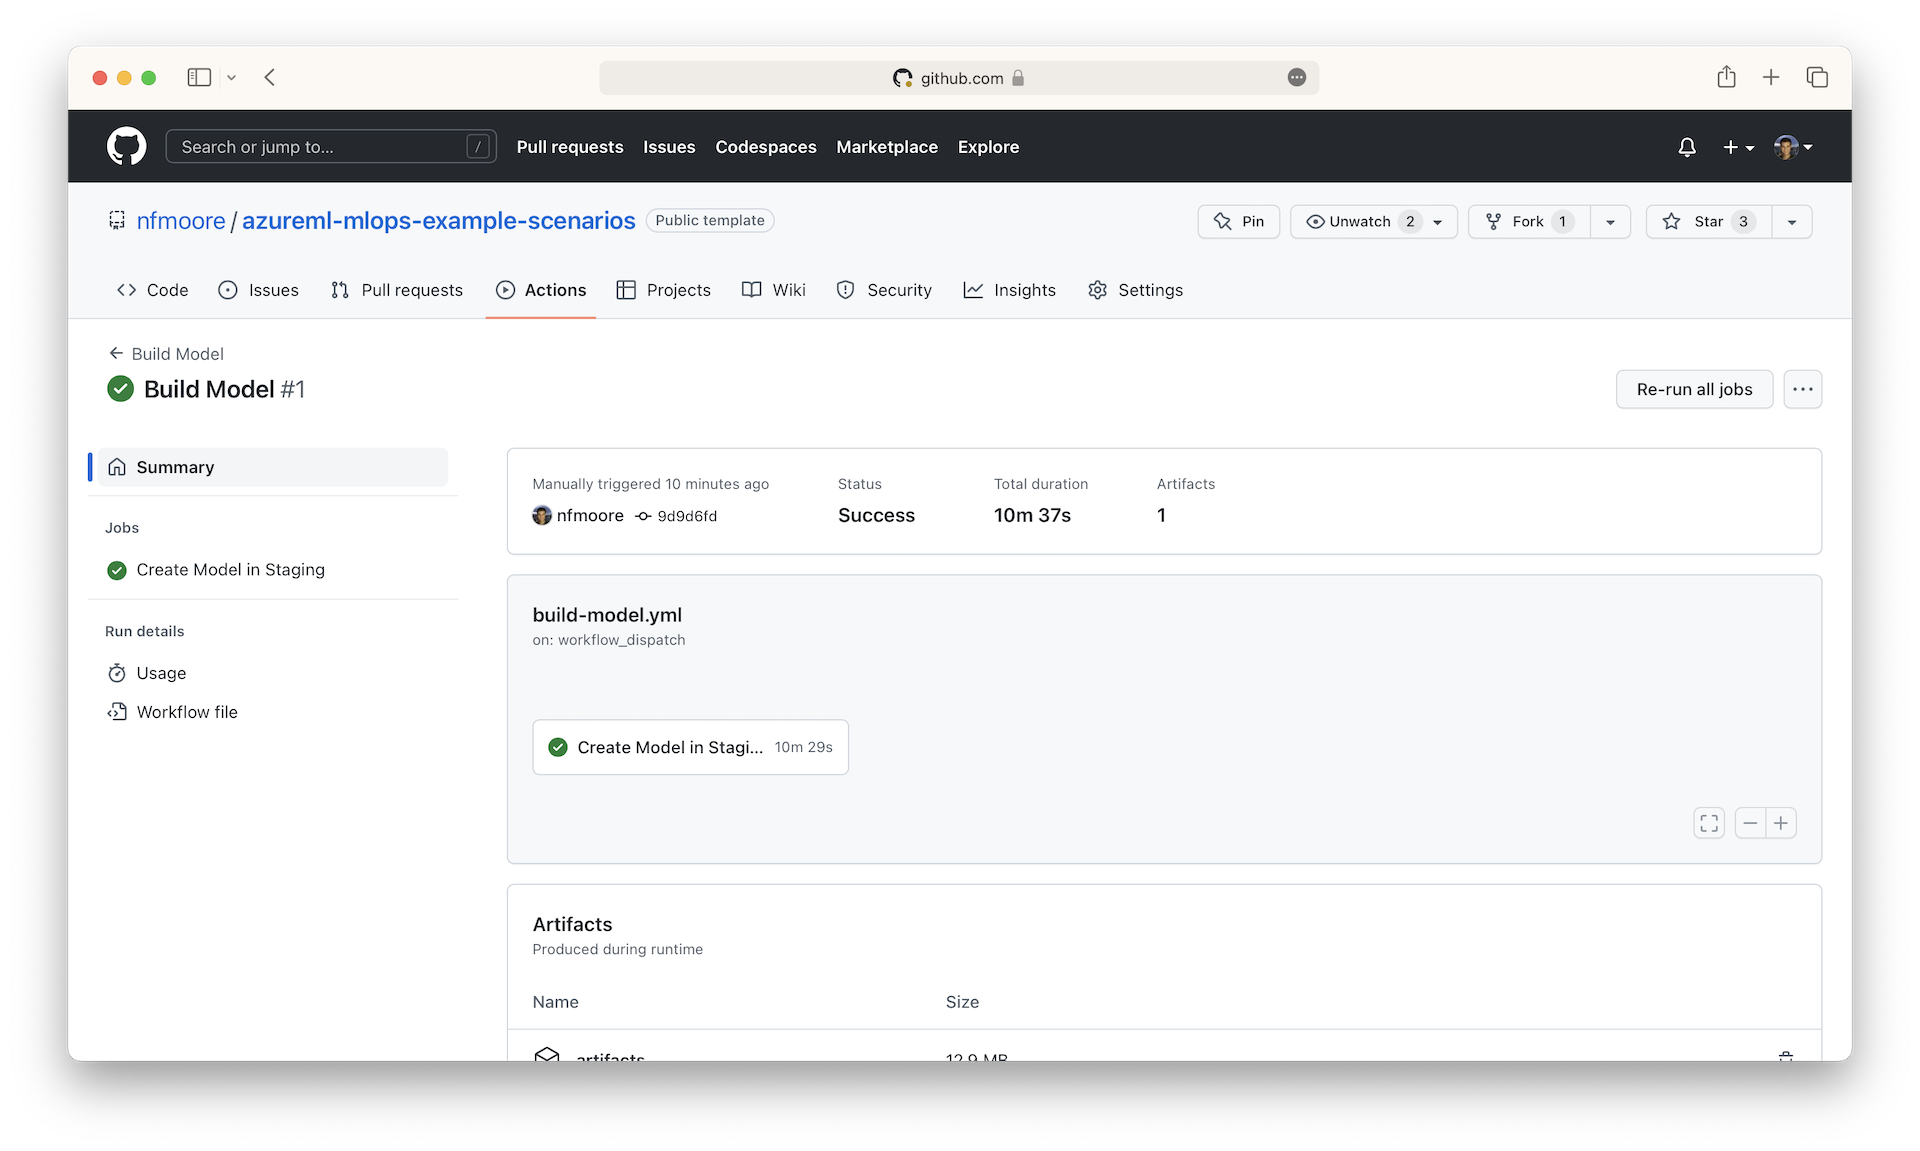 github.com
Search or jump to... /
Pull requests Issues Codespaces Marketplace Explore
nfmoore / azureml-mlops-example-scenarios Public template
Pin Unwatch 2 Fork 1 Star 3
Code Issues Pull requests Actions Projects Wiki Security Insights Settings
Build Model
Build Model #1
Re-run all jobs
Summary
Jobs
Create Model in Staging
Run details
Usage
Workflow file
Manually triggered 10 minutes ago Status Total duration Artifacts
nfmoore 9d9d6fd Success 10m 37s 1
build-model.yml
on: workflow_dispatch
Create Model in Stagi... 10m 29s
Artifacts
Produced during runtime
Name Size
artifacts 12.9 MB